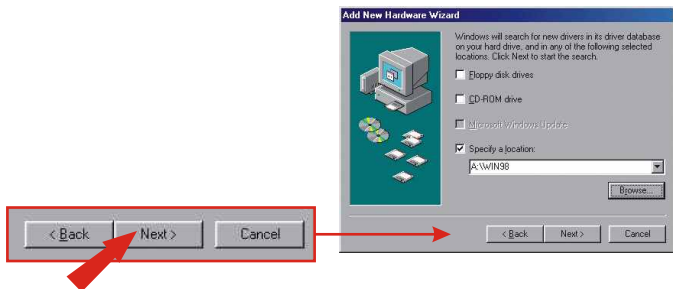 Add New Hardware Wizard
Windows will search for new drivers in its driver database
on your hard drive, and in any of the following selected
locations. Click Next to start the search.
Floppy disk drives
CD-ROM drive
Microsoft Windows Update
Specify a location:
A:\WIN98
Browse...
< Back Next > Cancel
< Back Next > Cancel